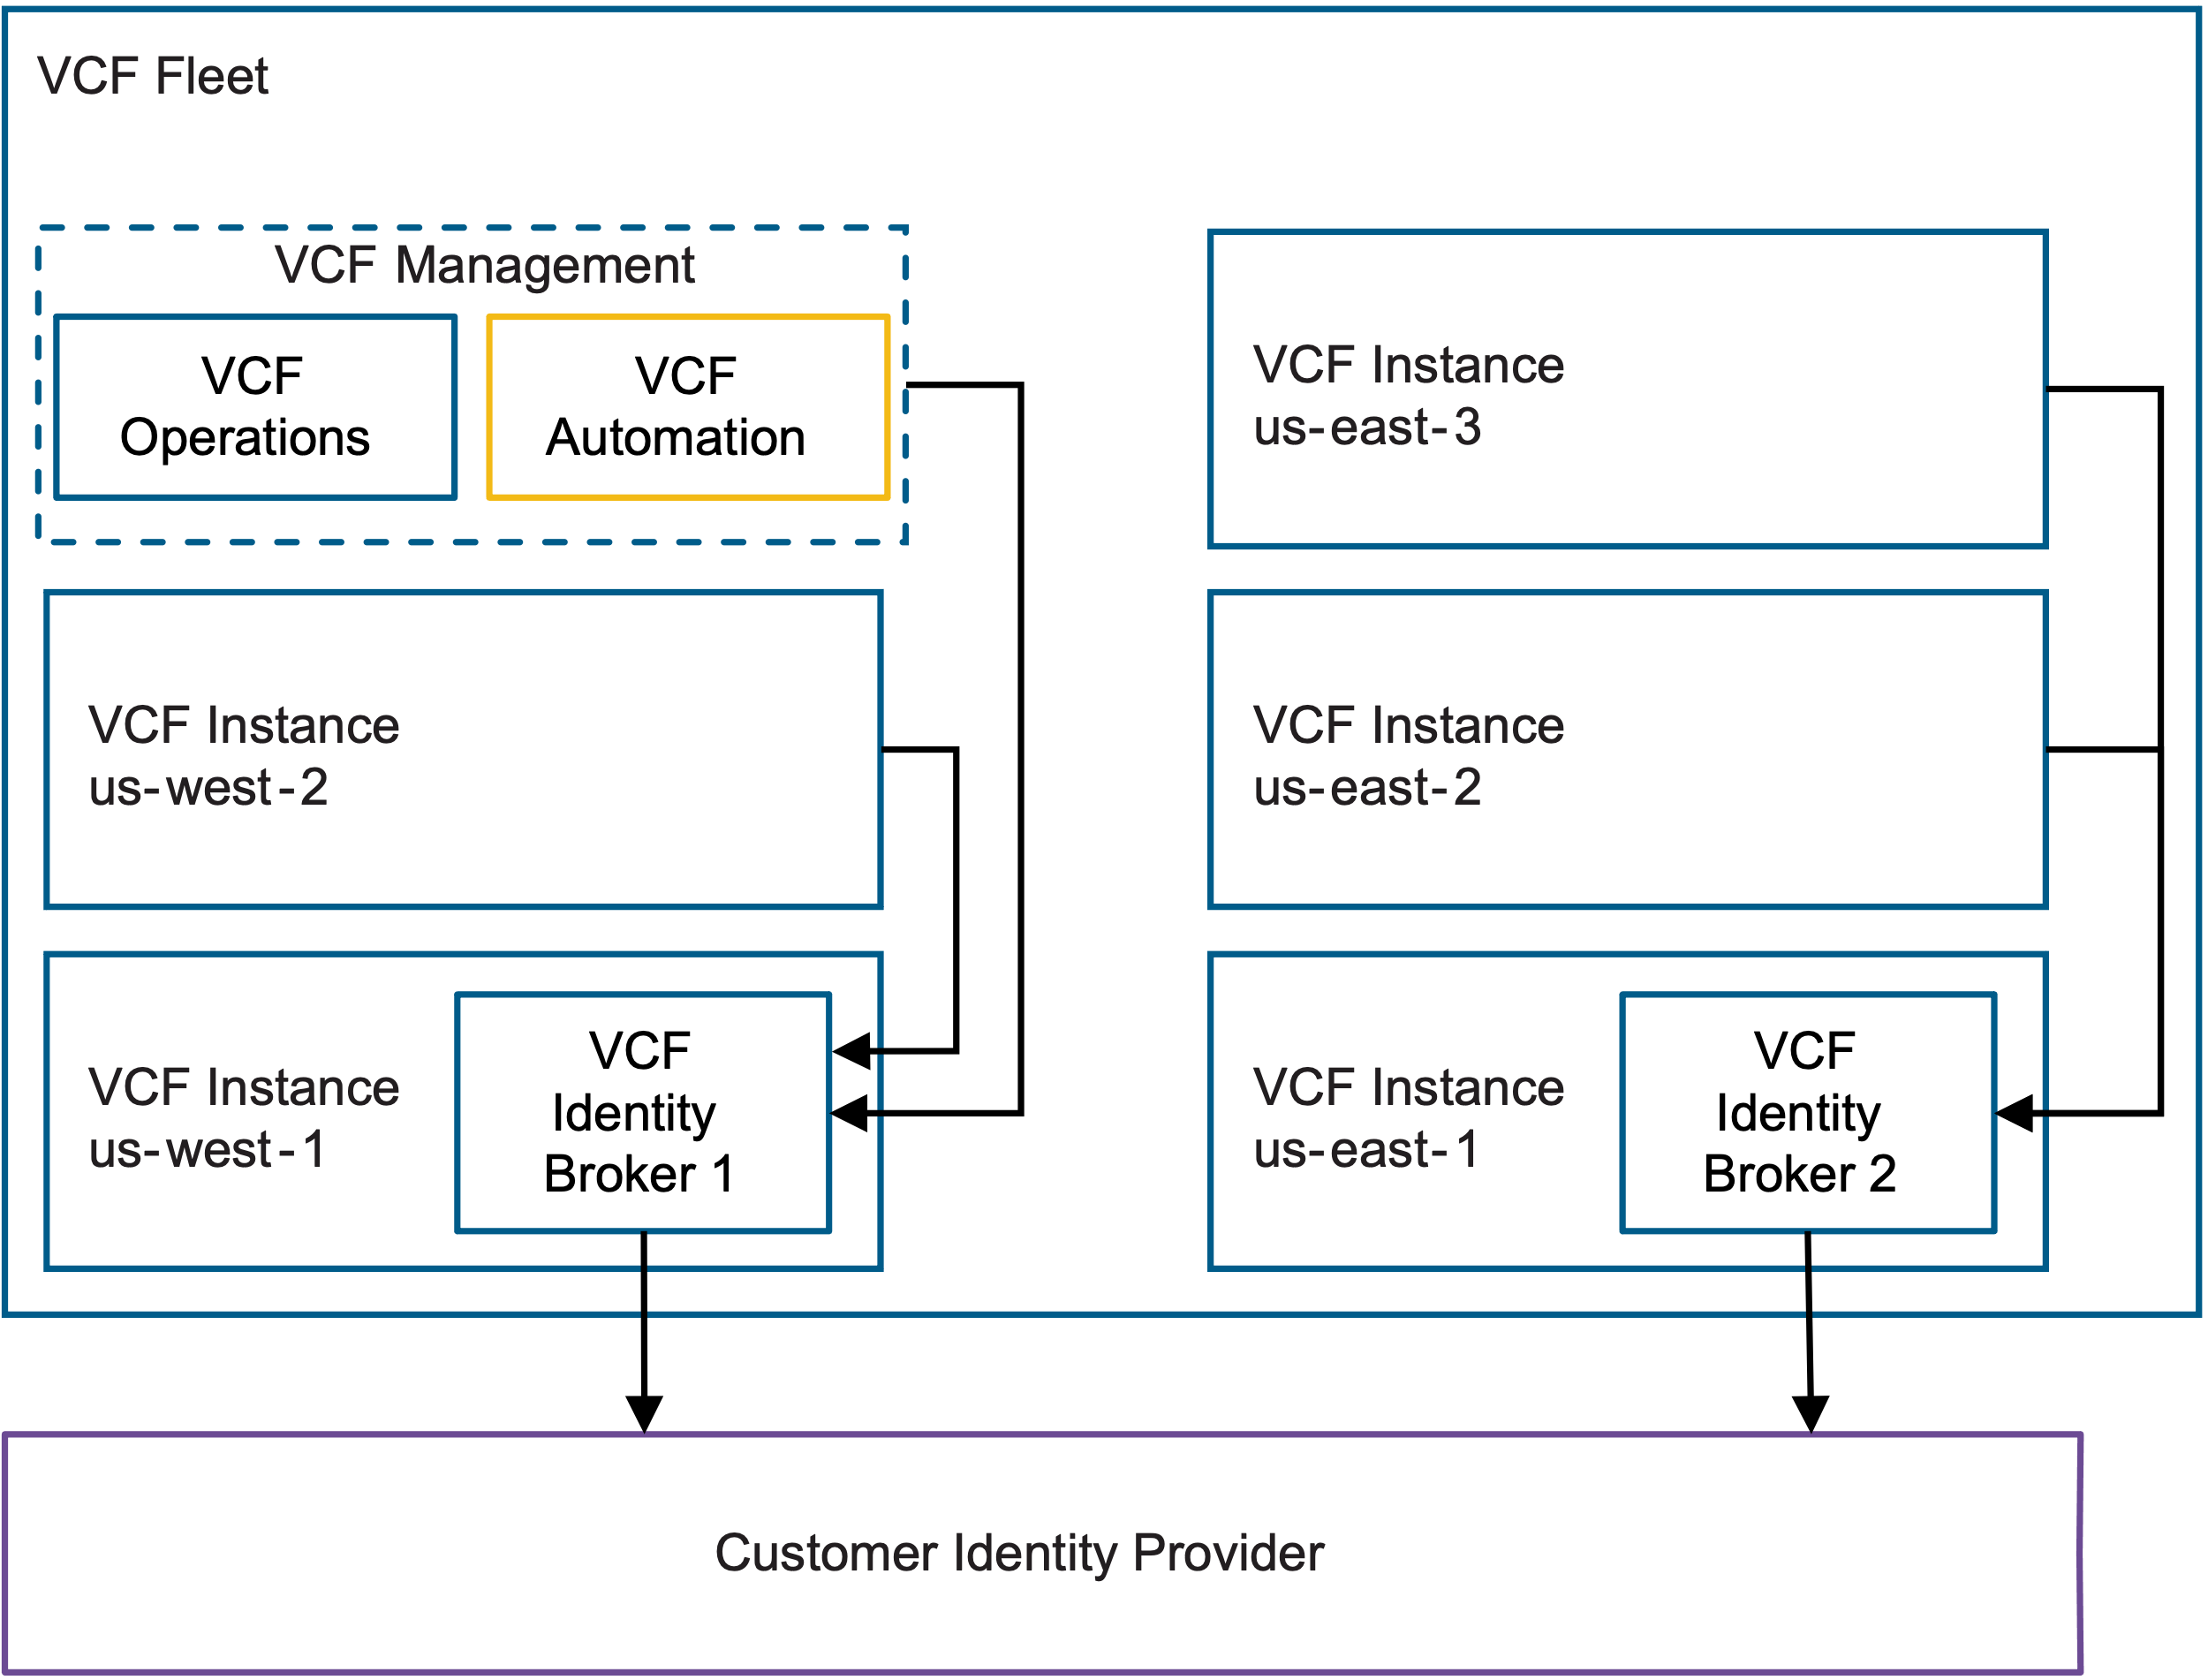 VCF Fleet
VCF Management
VCF
Operations
VCF
Automation
VCF Instance
us-west-2
VCF Instance
us-west-1
VCF
Identity
Broker 1
VCF Instance
us-east-3
VCF Instance
us-east-2
VCF Instance
us-east-1
VCF
Identity
Broker 2
Customer Identity Provider